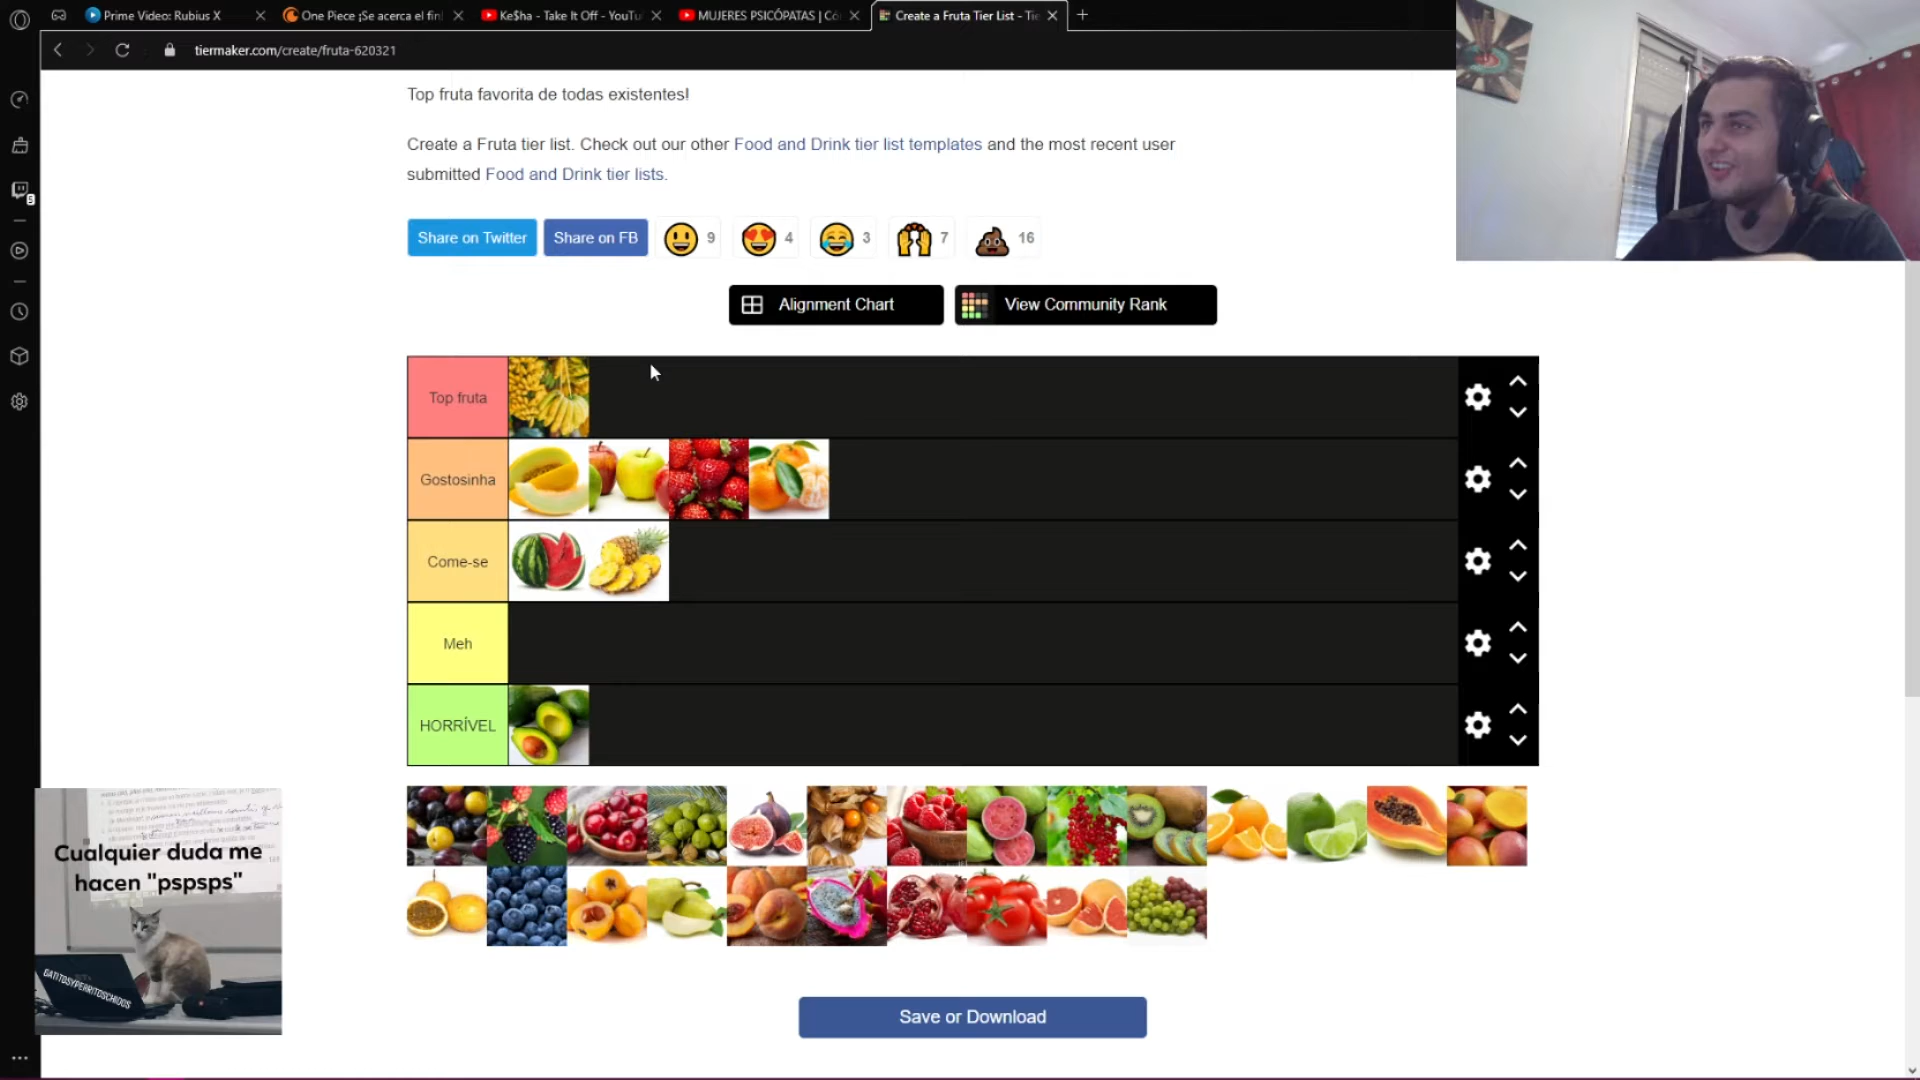 Prime Video: Rubius X
One Piece ¡Se acerca el fin
Ke$ha - Take It Off - YouTu
MUJERES PSICÓPATAS | Có
Create a Fruta Tier List - Tie
tiermaker.com/create/fruta-620321
Top fruta favorita de todas existentes!
Create a Fruta tier list. Check out our other Food and Drink tier list templates and the most recent user
submitted Food and Drink tier lists.
Share on Twitter
Share on FB
9
4
3
7
16
Alignment Chart
View Community Rank
Top fruta
Gostosinha
Come-se
Meh
HORRÍVEL
5
Cualquier duda me
hacen "pspsps"
GATITOSYPERRITOSCHIDOS
Save or Download